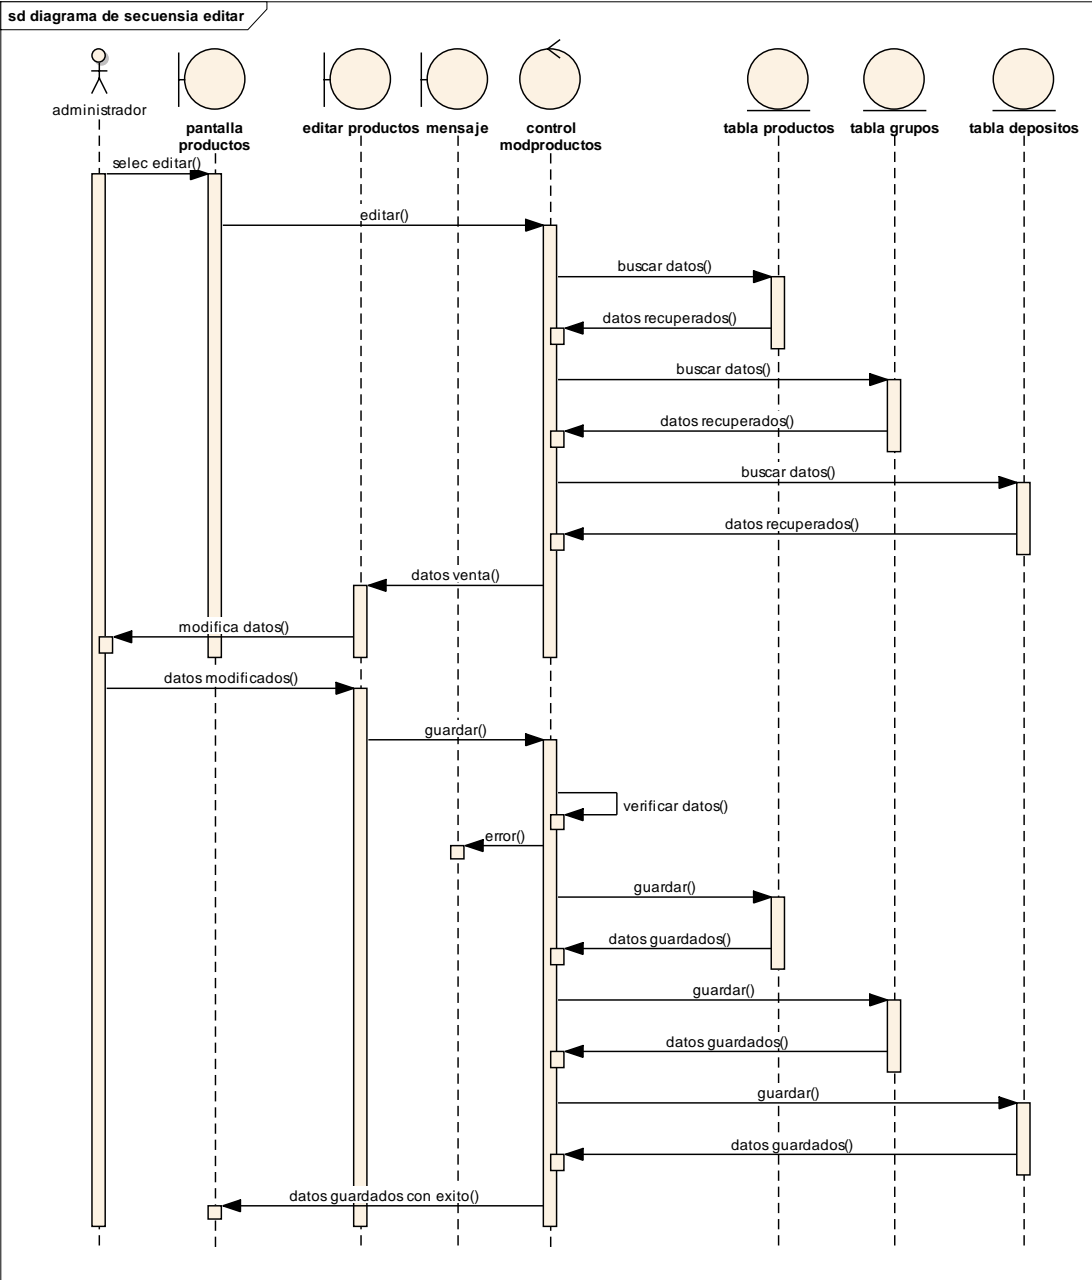 sd diagrama de secuensia editar
administrador
pantalla
productos
editar productos
mensaje
control
modproductos
tabla productos
tabla grupos
tabla depositos
selec editar()
editar()
buscar datos()
datos recuperados()
buscar datos()
datos recuperados()
buscar datos()
datos recuperados()
datos venta()
modifica datos()
datos modificados()
guardar()
verificar datos()
error()
guardar()
datos guardados()
guardar()
datos guardados()
guardar()
datos guardados()
datos guardados con exito()